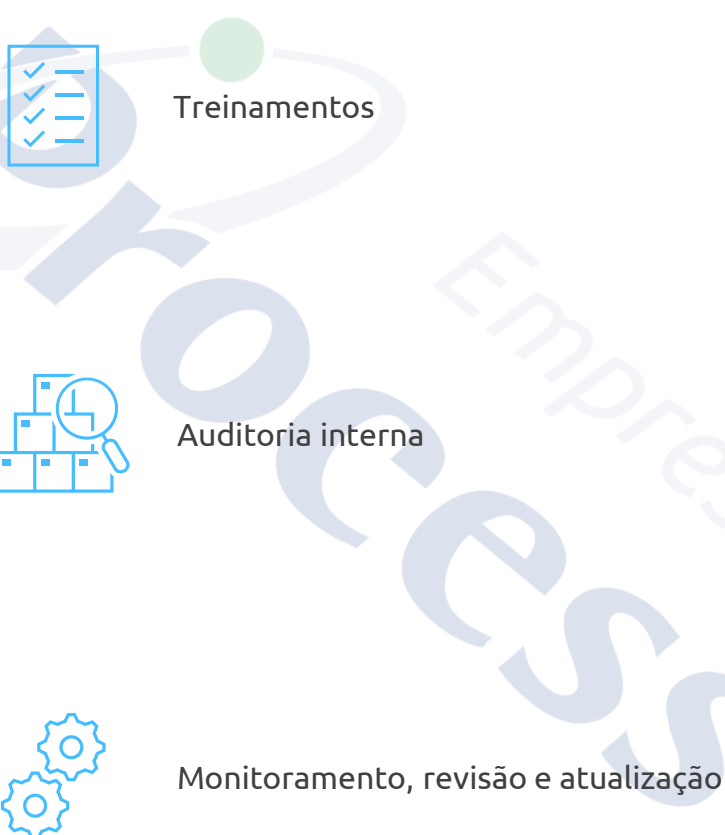 Treinamentos
Auditoria interna
Monitoramento, revisão e atualização